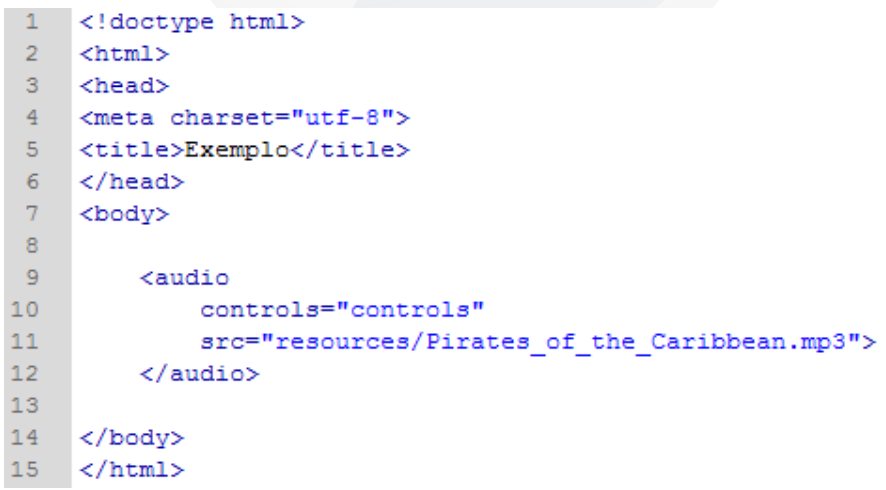 1 <!doctype html>
2 <html>
3 <head>
4 <meta charset="utf-8">
5 <title>Exemplo</title>
6 </head>
7 <body>
8
9 <audio
10 controls="controls"
11 src="resources/Pirates_of_the_Caribbean.mp3">
12 </audio>
13
14 </body>
15 </html>